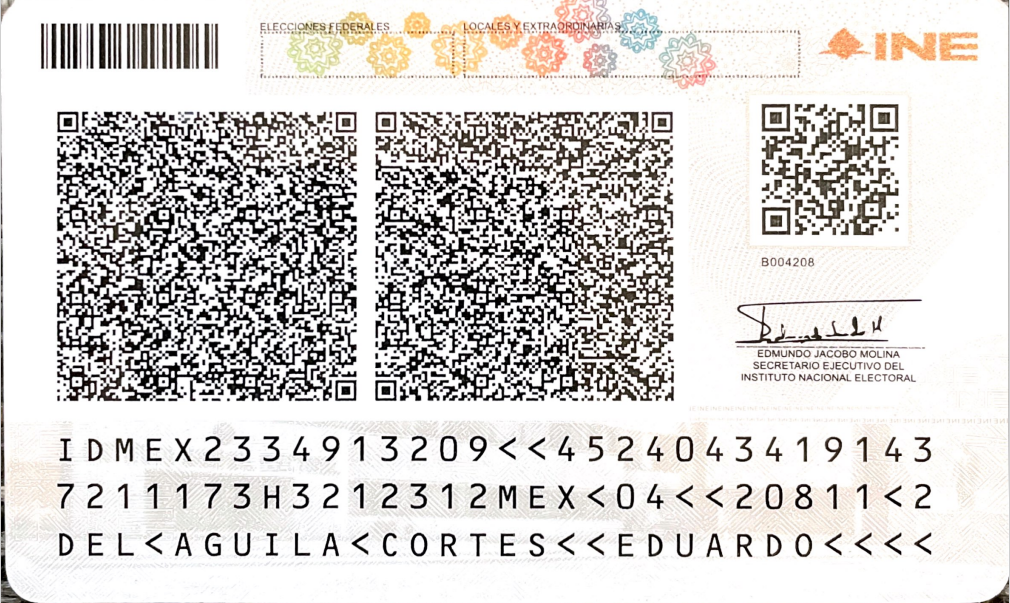 ELECCIONES FEDERALES LOCALES Y EXTRAORDINARIAS
INE
B004208
EDMUNDO JACOBO MOLINA
SECRETARIO EJECUTIVO DEL
INSTITUTO NACIONAL ELECTORAL
IDMEX2334913209<<4524043419143
7211173H3212312MEX<04<<20811<2
DEL<AGUILA<CORTES<<EDUARDO<<<<